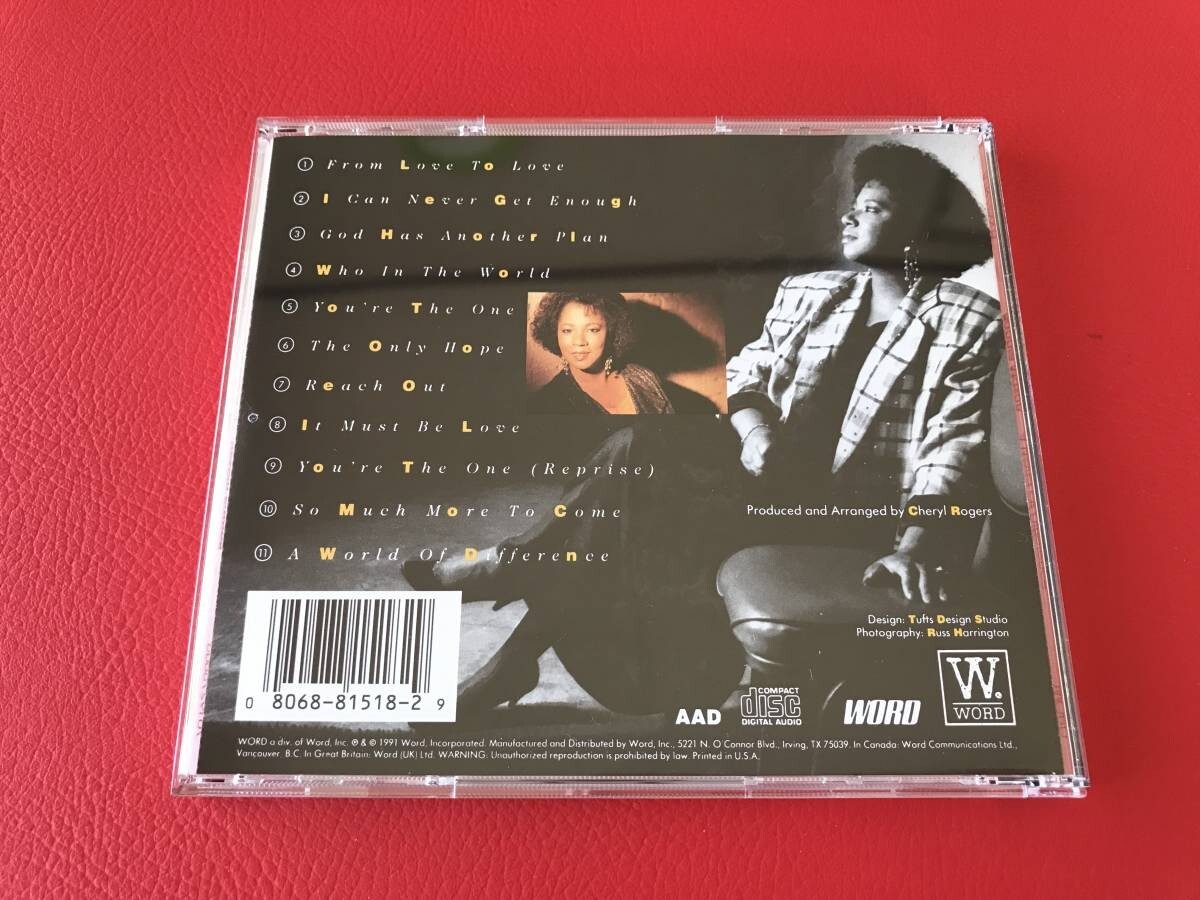 1 From Love To Love
2 I Can Never Get Enough
3 God Has Another Plan
4 Who In The World
5 You're The One
6 The Only Hope
7 Reach Out
8 It Must Be Love
9 You're The One (Reprise)
10 So Much More To Come
11 A World Of Difference
Produced and Arranged by Cheryl Rogers
Design: Tufts Design Studio
Photography: Russ Harrington
0 8068-81518-2 9
AAD
COMPACT
disc
DIGITAL AUDIO
WORD
W.
WORD
WORD a div. of Word, Inc. ℗ & © 1991 Word, Incorporated. Manufactured and Distributed by Word, Inc., 5221 N. O'Connor Blvd., Irving, TX 75039. In Canada: Word Communications Ltd.,
Vancouver, B.C. In Great Britain: Word (UK) Ltd. WARNING: Unauthorized reproduction is prohibited by law. Printed in U.S.A.